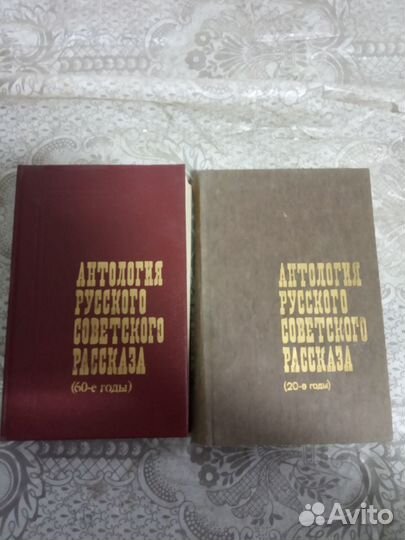 АНТОЛОГИЯ
РУССКОГО
СОВЕТСКОГО
РАССКАЗА
(60-е годы)
АНТОЛОГИЯ
РУССКОГО
СОВЕТСКОГО
РАССКАЗА
(20-е годы)
Avito